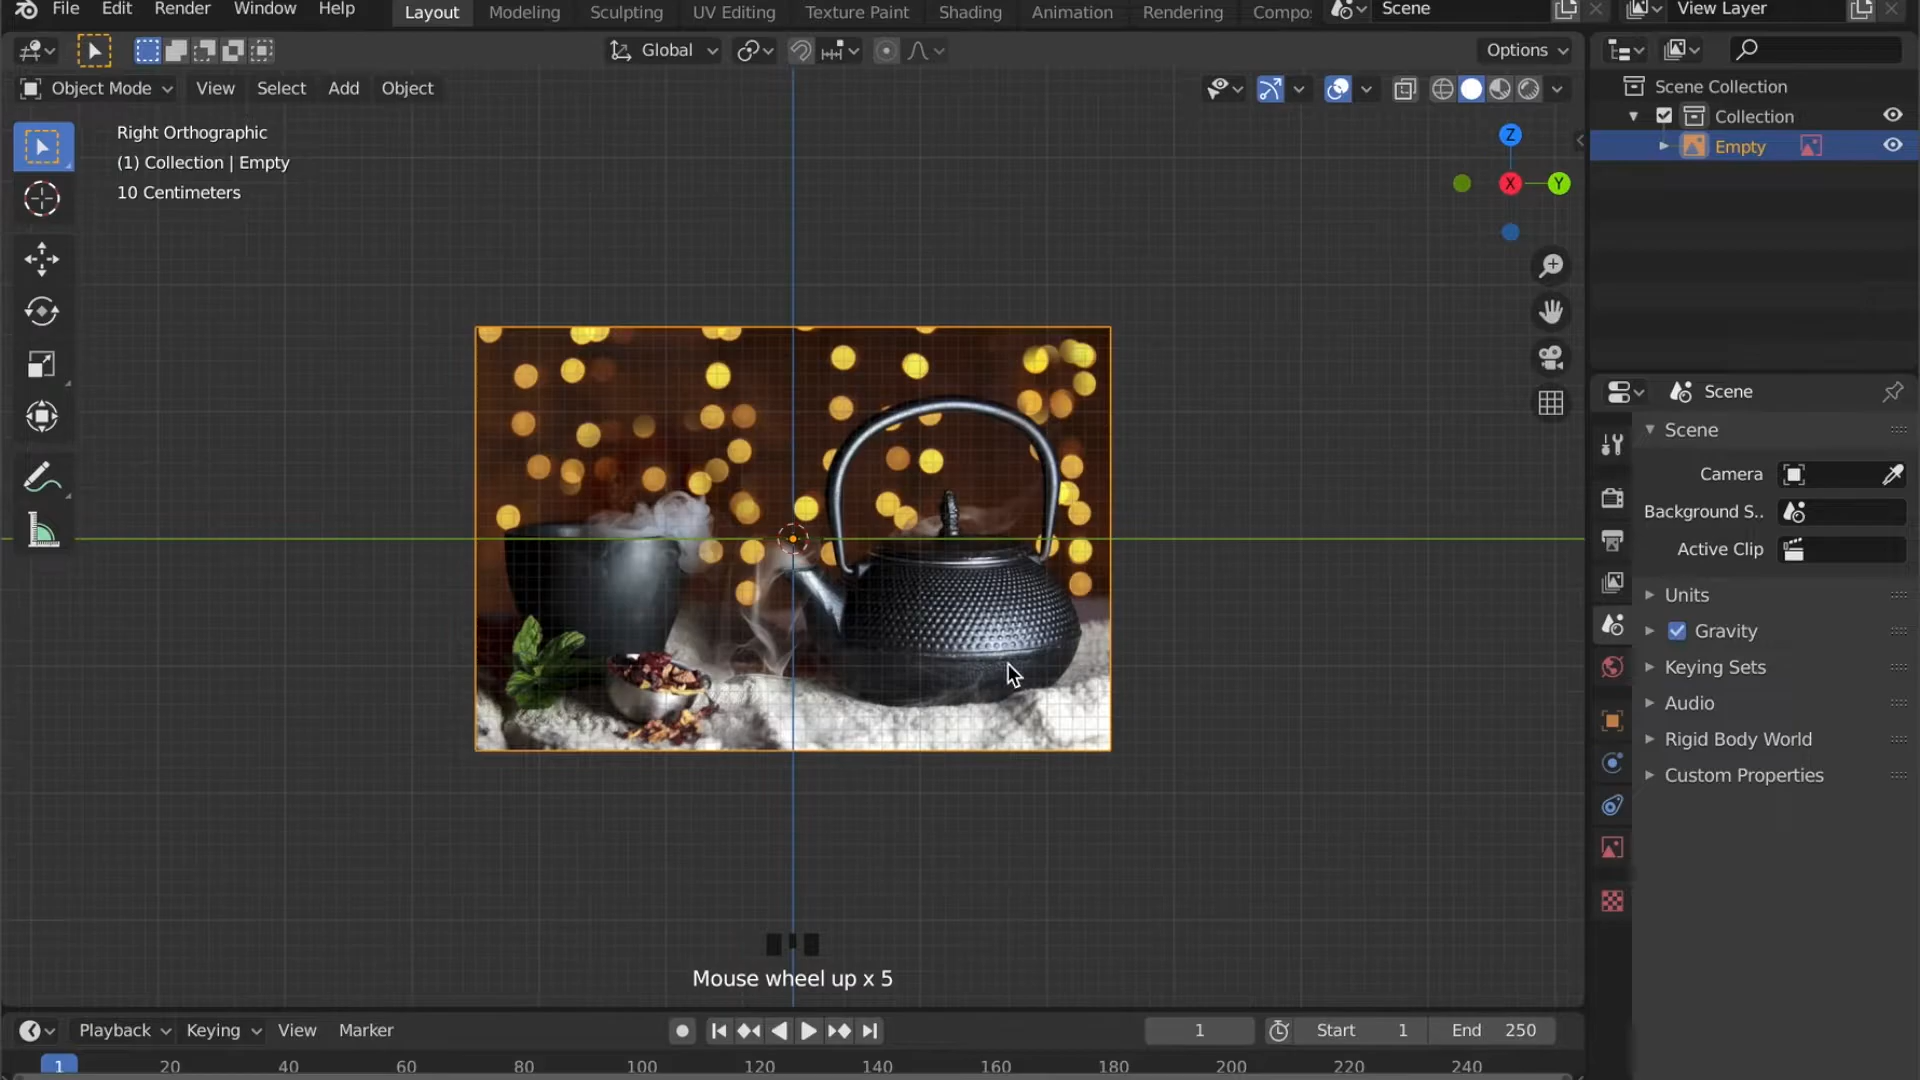 File Edit Render Window Help
Layout Modeling Sculpting UV Editing Texture Paint Shading Animation Rendering Compo
Scene
View Layer
Global
Options
Object Mode View Select Add Object
Right Orthographic
(1) Collection | Empty
10 Centimeters
Z
X
Y
Scene Collection
Collection
Empty
Scene
Scene
Camera
Background S..
Active Clip
Units
Gravity
Keying Sets
Audio
Rigid Body World
Custom Properties
Mouse wheel up x 5
Playback Keying View Marker
1
Start 1
End 250
1 20 40 60 80 100 120 140 160 180 200 220 240